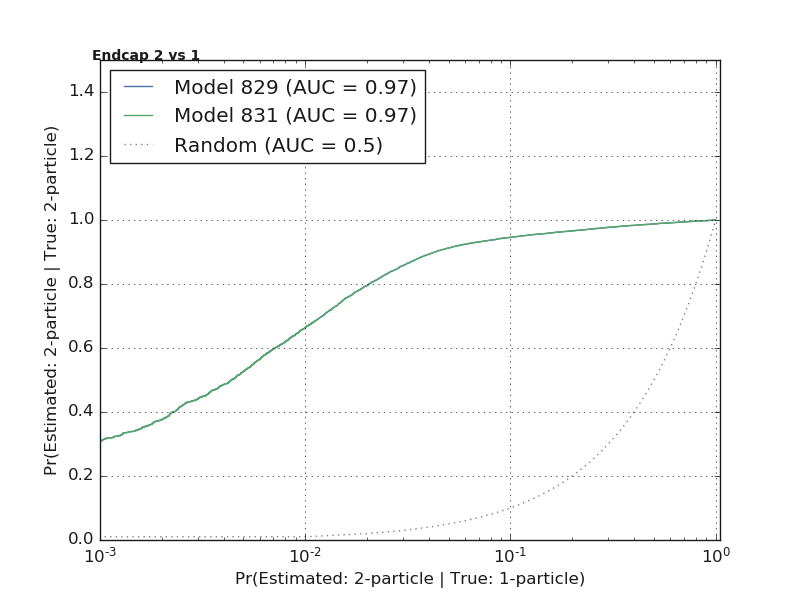 Endcap 2 vs 1
Model 829 (AUC = 0.97)
Model 831 (AUC = 0.97)
Random (AUC = 0.5)
Pr(Estimated: 2-particle | True: 2-particle)
1.4
1.2
1.0
0.8
0.6
0.4
0.2
0.0
10^-3 10^-2 10^-1 10^0
Pr(Estimated: 2-particle | True: 1-particle)